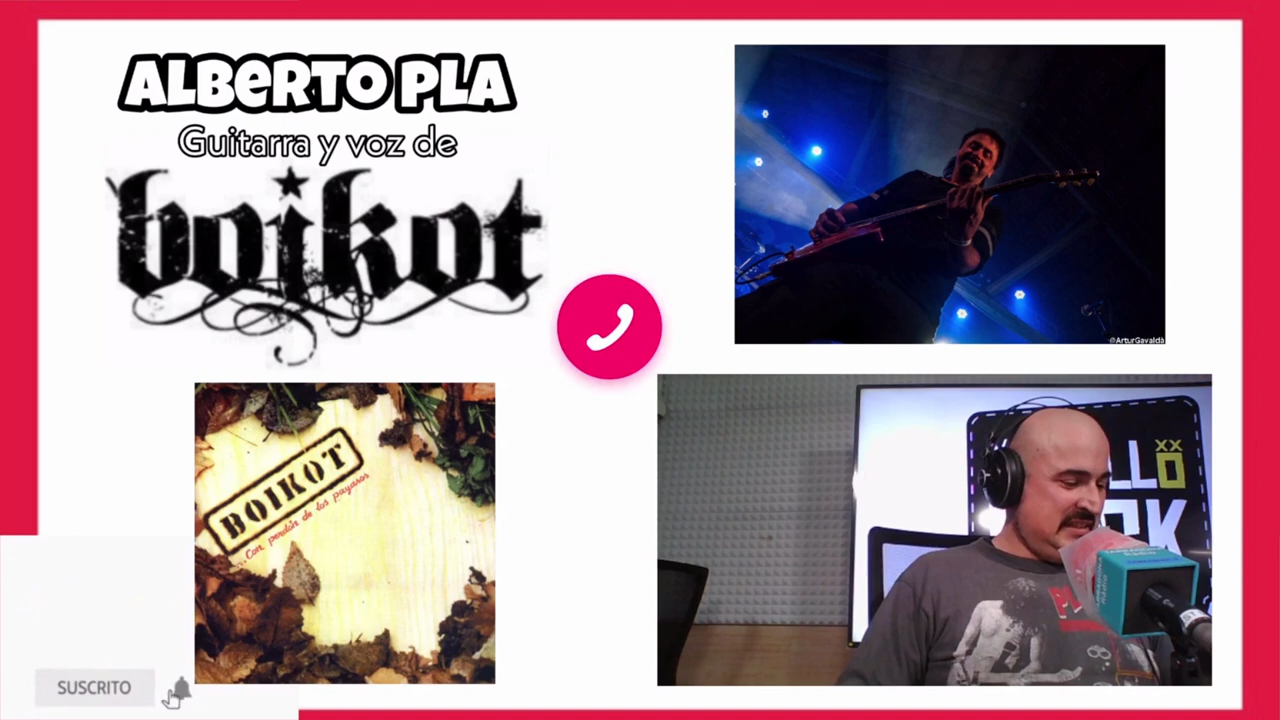 ALBERTO PLA
Guitarra y voz de
boikot
@ArturGavaldà
BOIKOT
...Con perdón de los payasos
SUSCRITO